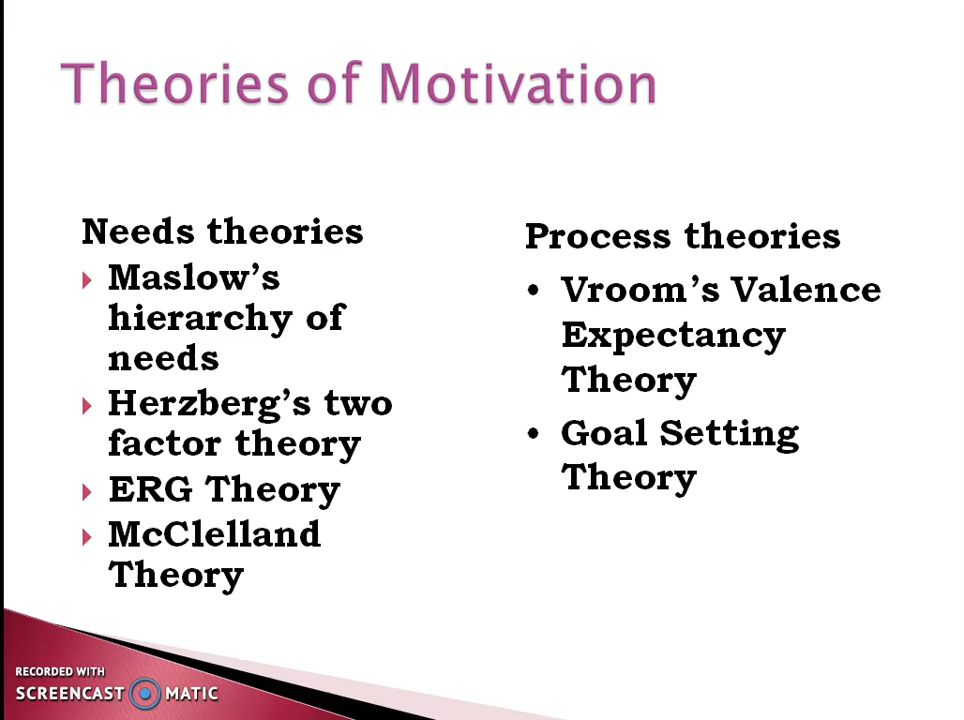 Theories of Motivation
Needs theories
Maslow's
hierarchy of
needs
Herzberg's two
factor theory
ERG Theory
McClelland
Theory
Process theories
• Vroom's Valence
Expectancy
Theory
• Goal Setting
Theory
RECORDED WITH
SCREENCAST MATIC